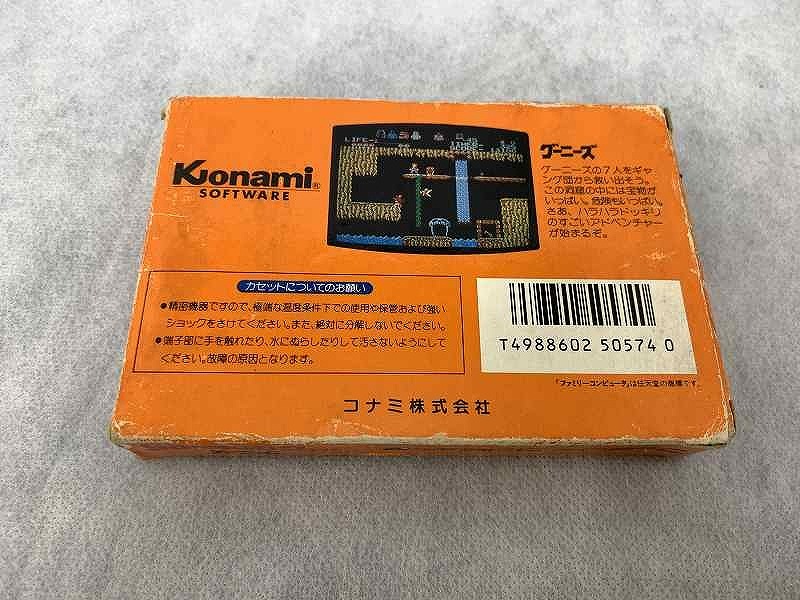 Konami®
SOFTWARE
LIFE-
グーニーズ
グーニーズの7人をギャ
ング団から救い出そう。
この洞窟の中には宝物が
いっぱい。危険もいっぱい。
さあ、ハラハラドッキリ
のすごいアドベンチャー
が始まるぞ。
カセットについてのお願い
●精密機器ですので、極端な温度条件下での使用や保管および強い
ショックをさけてください。また、絶対に分解しないでください。
●端子部に手を触れたり、水にぬらしたりして汚さないようにして
ください。故障の原因となります。
T4988602 50574 0
「ファミリーコンピュータ」は任天堂の商標です。
コナミ株式会社